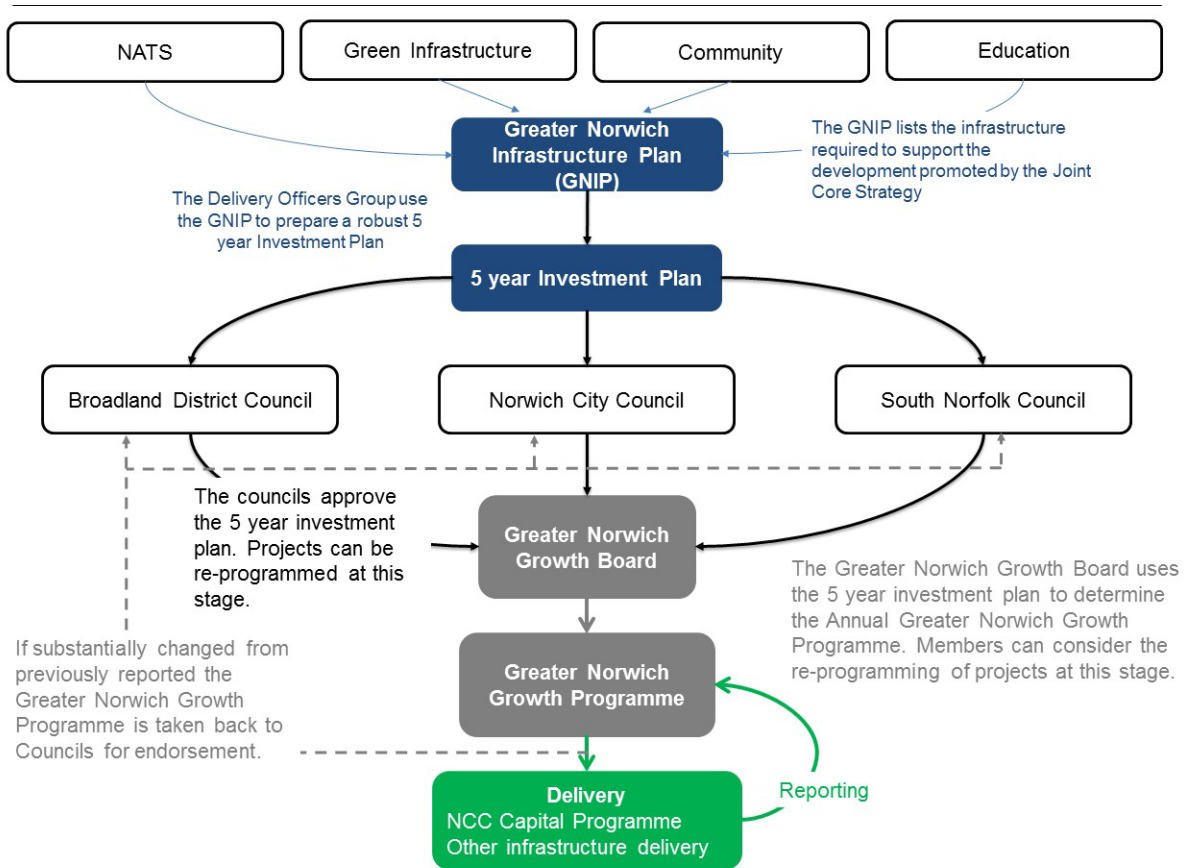 NATS
Green Infrastructure
Community
Education
Greater Norwich
Infrastructure Plan
(GNIP)
The GNIP lists the infrastructure
required to support the
development promoted by the Joint
Core Strategy
The Delivery Officers Group use
the GNIP to prepare a robust 5
year Investment Plan
5 year Investment Plan
Broadland District Council
Norwich City Council
South Norfolk Council
The councils approve
the 5 year investment
plan. Projects can be
re-programmed at this
stage.
Greater Norwich
Growth Board
The Greater Norwich Growth Board uses
the 5 year investment plan to determine
the Annual Greater Norwich Growth
Programme. Members can consider the
re-programming of projects at this stage.
If substantially changed from
previously reported the
Greater Norwich Growth
Programme is taken back to
Councils for endorsement.
Greater Norwich
Growth Programme
Reporting
Delivery
NCC Capital Programme
Other infrastructure delivery